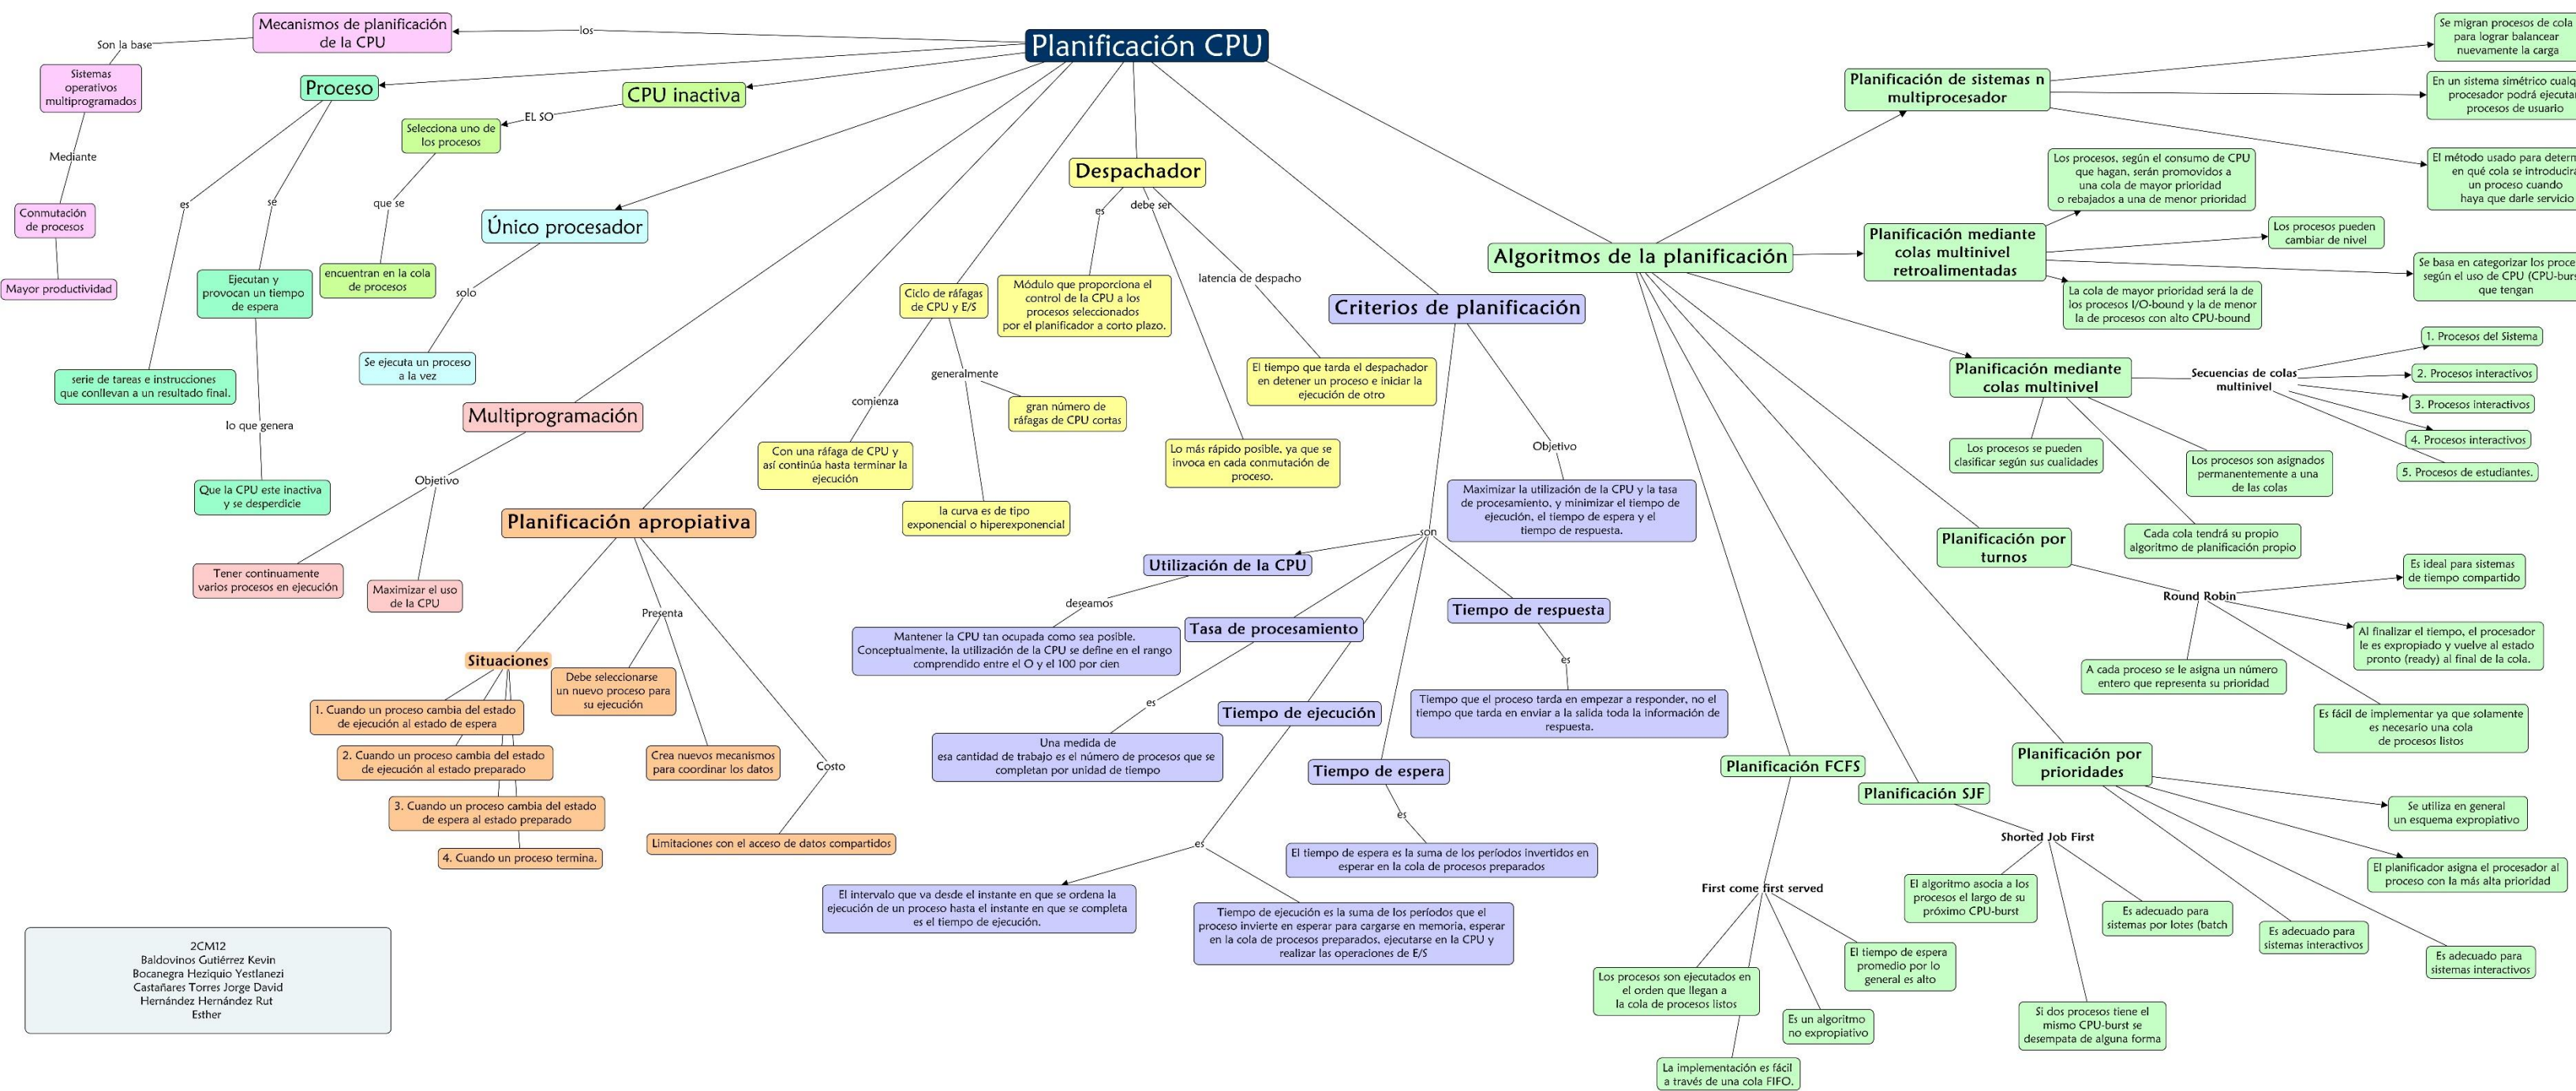 Planificación CPU
los
Mecanismos de planificación
de la CPU
Son la base
Sistemas
operativos
multiprogramados
Mediante
Conmutación
de procesos
Mayor productividad
Proceso
es
serie de tareas e instrucciones
que conllevan a un resultado final.
se
Ejecutan y
provocan un tiempo
de espera
lo que genera
Que la CPU este inactiva
y se desperdicie
CPU inactiva
EL SO
Selecciona uno de
los procesos
que se
encuentran en la cola
de procesos
Único procesador
solo
Se ejecuta un proceso
a la vez
Multiprogramación
Objetivo
Tener continuamente
varios procesos en ejecución
Maximizar el uso
de la CPU
Planificación apropiativa
Situaciones
1. Cuando un proceso cambia del estado
de ejecución al estado de espera
2. Cuando un proceso cambia del estado
de ejecución al estado preparado
3. Cuando un proceso cambia del estado
de espera al estado preparado
4. Cuando un proceso termina.
Presenta
Debe seleccionarse
un nuevo proceso para
su ejecución
Crea nuevos mecanismos
para coordinar los datos
Costo
Limitaciones con el acceso de datos compartidos
Ciclo de ráfagas
de CPU y E/S
comienza
Con una ráfaga de CPU y
así continúa hasta terminar la
ejecución
generalmente
gran número de
ráfagas de CPU cortas
la curva es de tipo
exponencial o hiperexponencial
Despachador
es
Módulo que proporciona el
control de la CPU a los
procesos seleccionados
por el planificador a corto plazo.
debe ser
Lo más rápido posible, ya que se
invoca en cada conmutación de
proceso.
latencia de despacho
El tiempo que tarda el despachador
en detener un proceso e iniciar la
ejecución de otro
Criterios de planificación
Objetivo
Maximizar la utilización de la CPU y la tasa
de procesamiento, y minimizar el tiempo de
ejecución, el tiempo de espera y el
tiempo de respuesta.
son
Utilización de la CPU
deseamos
Mantener la CPU tan ocupada como sea posible.
Conceptualmente, la utilización de la CPU se define en el rango
comprendido entre el O y el 100 por cien
Tasa de procesamiento
es
Una medida de
esa cantidad de trabajo es el número de procesos que se
completan por unidad de tiempo
Tiempo de ejecución
es
El intervalo que va desde el instante en que se ordena la
ejecución de un proceso hasta el instante en que se completa
es el tiempo de ejecución.
Tiempo de ejecución es la suma de los períodos que el
proceso invierte en esperar para cargarse en memoria, esperar
en la cola de procesos preparados, ejecutarse en la CPU y
realizar las operaciones de E/S
Tiempo de espera
es
El tiempo de espera es la suma de los períodos invertidos en
esperar en la cola de procesos preparados
Tiempo de respuesta
es
Tiempo que el proceso tarda en empezar a responder, no el
tiempo que tarda en enviar a la salida toda la información de
respuesta.
Algoritmos de la planificación
Planificación de sistemas n
multiprocesador
Se migran procesos de cola
para lograr balancear
nuevamente la carga
En un sistema simétrico
procesador podrá
procesos de usuario
El método usado para
en qué cola se
un proceso cuando
haya que darle servicio
Planificación mediante
colas multinivel
retroalimentadas
Los procesos, según el consumo de CPU
que hagan, serán promovidos a
una cola de mayor prioridad
o rebajados a una de menor prioridad
Los procesos pueden
cambiar de nivel
Se basa en categorizar los
según el uso de CPU
que tengan
La cola de mayor prioridad será la de
los procesos I/O-bound y la de menor
la de procesos con alto CPU-bound
Planificación mediante
colas multinivel
Secuencias de colas
multinivel
1. Procesos del Sistema
2. Procesos interactivos
3. Procesos interactivos
4. Procesos interactivos
5. Procesos de estudiantes.
Los procesos se pueden
clasificar según sus cualidades
Los procesos son asignados
permanentemente a una
de las colas
Cada cola tendrá su propio
algoritmo de planificación propio
Planificación por
turnos
Round Robin
Es ideal para sistemas
de tiempo compartido
Al finalizar el tiempo, el procesador
le es expropiado y vuelve al estado
pronto (ready) al final de la cola.
A cada proceso se le asigna un número
entero que representa su prioridad
Es fácil de implementar ya que solamente
es necesario una cola
de procesos listos
Planificación por
prioridades
Se utiliza en general
un esquema expropiativo
El planificador asigna el procesador al
proceso con la más alta prioridad
Es adecuado para
sistemas interactivos
Es adecuado para
sistemas interactivos
Planificación SJF
Shorted Job First
El algoritmo asocia a los
procesos el largo de su
próximo CPU-burst
Es adecuado para
sistemas por lotes (batch
Si dos procesos tiene el
mismo CPU-burst se
desempata de alguna forma
Planificación FCFS
First come first served
Los procesos son ejecutados en
el orden que llegan a
la cola de procesos listos
El tiempo de espera
promedio por lo
general es alto
Es un algoritmo
no expropiativo
La implementación es fácil
a través de una cola FIFO.
2CM12
Baldovinos Gutiérrez Kevin
Bocanegra Heziquio Yestlanezi
Castañares Torres Jorge David
Hernández Hernández Rut
Esther